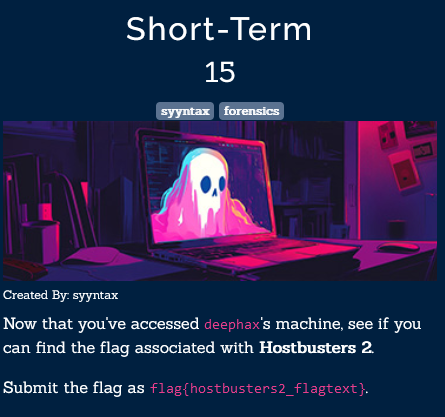 Short-Term
15
syyntax forensics
Created By: syyntax
Now that you've accessed deephax's machine, see if you
can find the flag associated with Hostbusters 2.
Submit the flag as flag{hostbusters2_flagtext}.